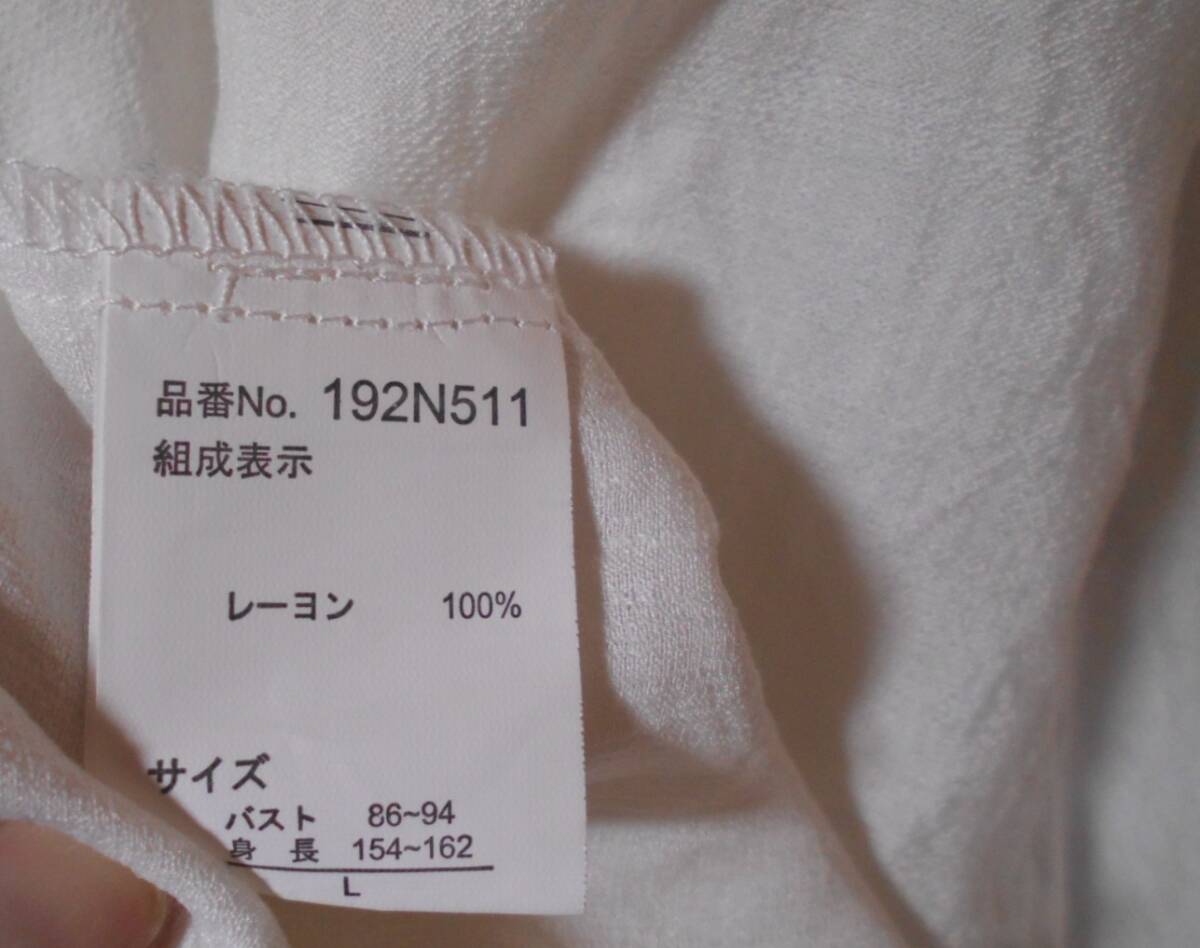 品番No. 192N511
組成表示
レーヨン 100%
サイズ
バスト 86~94
身 長 154~162
L